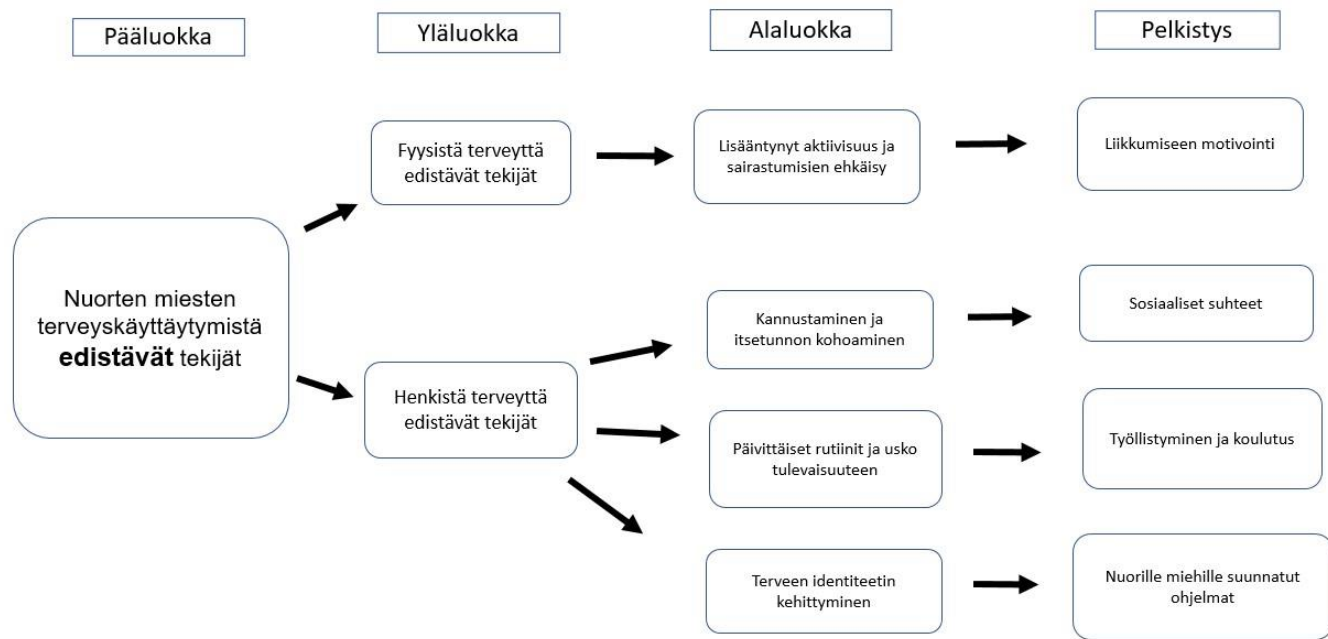 Pääluokka
Yläluokka
Alaluokka
Pelkistys
Fyysistä terveyttä
edistävät tekijät
Lisääntynyt aktiivisuus ja
sairastumisien ehkäisy
Liikkumiseen motivointi
Nuorten miesten
terveyskäyttäytymistä
edistävät tekijät
Henkistä terveyttä
edistävät tekijät
Kannustaminen ja
itsetunnon kohoaminen
Sosiaaliset suhteet
Päivittäiset rutiinit ja usko
tulevaisuuteen
Työllistyminen ja koulutus
Terveen identiteetin
kehittyminen
Nuorille miehille suunnatut
ohjelmat